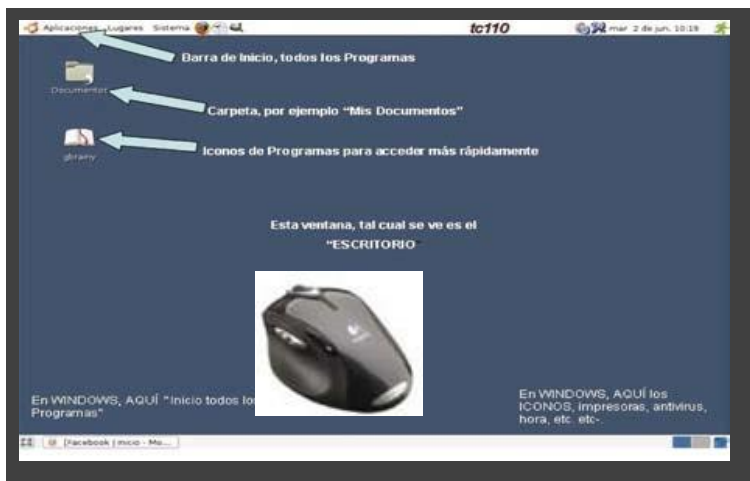 Aplicaciones Lugares Sistema tc110 mar 2 de jun, 10:19
Barra de Inicio, todos los Programas
Documentos
Carpeta, por ejemplo “Mis Documentos”
gbrainy
Iconos de Programas para acceder más rápidamente
Esta ventana, tal cual se ve es el
“ESCRITORIO
En WINDOWS, AQUÍ "Inicio todos los
Programas"
En WINDOWS, AQUÍ los
ICONOS, impresoras, antivirus,
hora, etc. etc-.
[Facebook | Inicio - Mo...